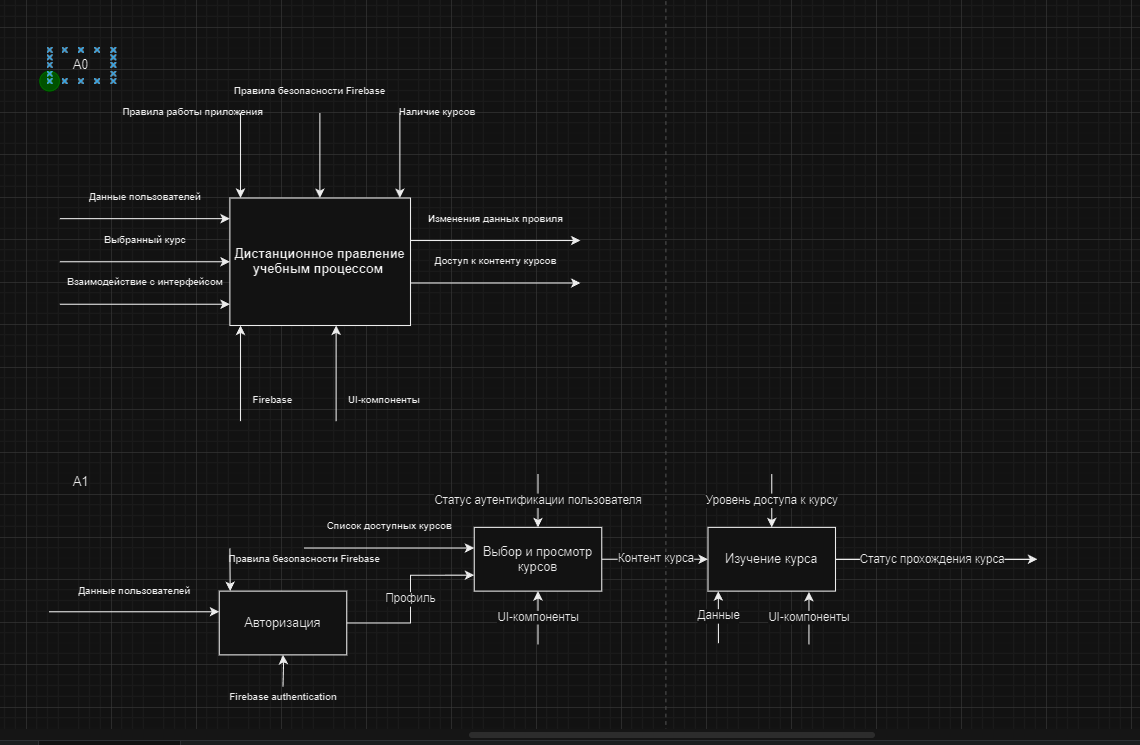 A0
Правила безопасности Firebase
Правила работы приложения
Наличие курсов
Данные пользователей
Выбранный курс
Взаимодействие с интерфейсом
Дистанционное правление
учебным процессом
Изменения данных провиля
Доступ к контенту курсов
Firebase
UI-компоненты
A1
Статус аутентификации пользователя
Уровень доступа к курсу
Список доступных курсов
Правила безопасности Firebase
Выбор и просмотр
курсов
Контент курса
Изучение курса
Статус прохождения курса
Данные пользователей
Профиль
Авторизация
UI-компоненты
Данные
UI-компоненты
Firebase authentication